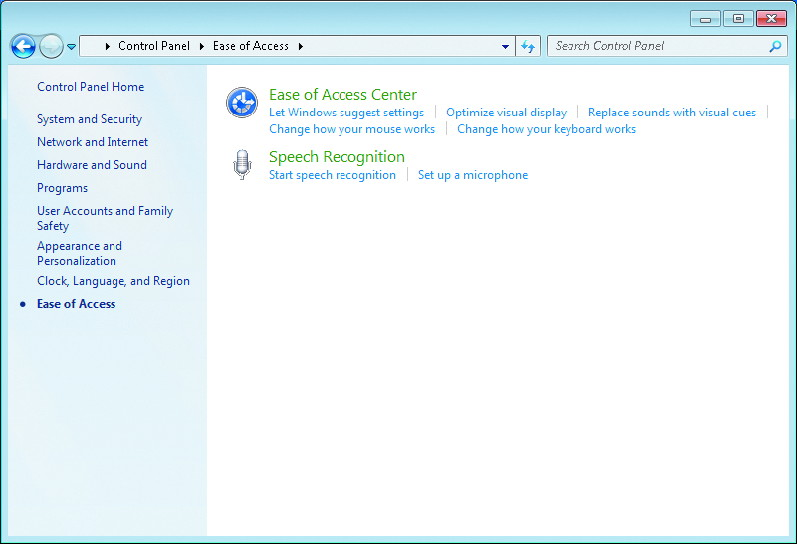 Control Panel
Ease of Access
Search Control Panel
Control Panel Home
System and Security
Network and Internet
Hardware and Sound
Programs
User Accounts and Family
Safety
Appearance and
Personalization
Clock, Language, and Region
Ease of Access
Ease of Access Center
Let Windows suggest settings
Optimize visual display
Replace sounds with visual cues
Change how your mouse works
Change how your keyboard works
Speech Recognition
Start speech recognition
Set up a microphone